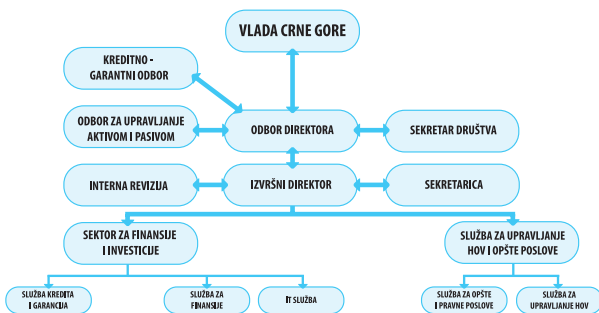 VLADA CRNE GORE
KREDITNO -
GARANTNI ODBOR
ODBOR ZA UPRAVLJANJE
AKTIVOM I PASIVOM
ODBOR DIREKTORA
SEKRETAR DRUŠTVA
INTERNA REVIZIJA
IZVRŠNI DIREKTOR
SEKRETARICA
SEKTOR ZA FINANSIJE
I INVESTICIJE
SLUŽBA ZA UPRAVLJANJE
HOV I OPŠTE POSLOVE
SLUŽBA KREDITA
I GARANCIJA
SLUŽBA ZA
FINANSIJE
IT SLUŽBA
SLUŽBA ZA OPŠTE
I PRAVNE POSLOVE
SLUŽBA ZA
UPRAVLJANJE HOV